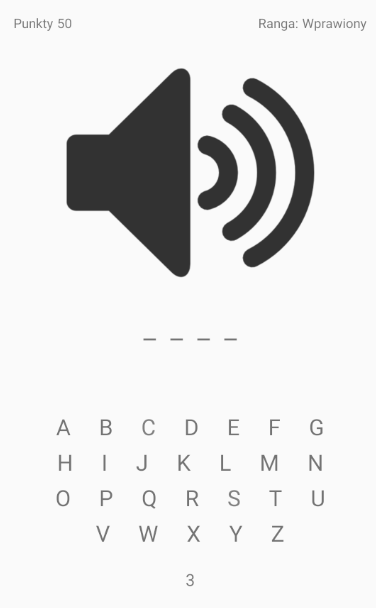 Punkty 50 Ranga: Wprawiony
_ _ _ _
A B C D E F G
H I J K L M N
O P Q R S T U
V W X Y Z
3